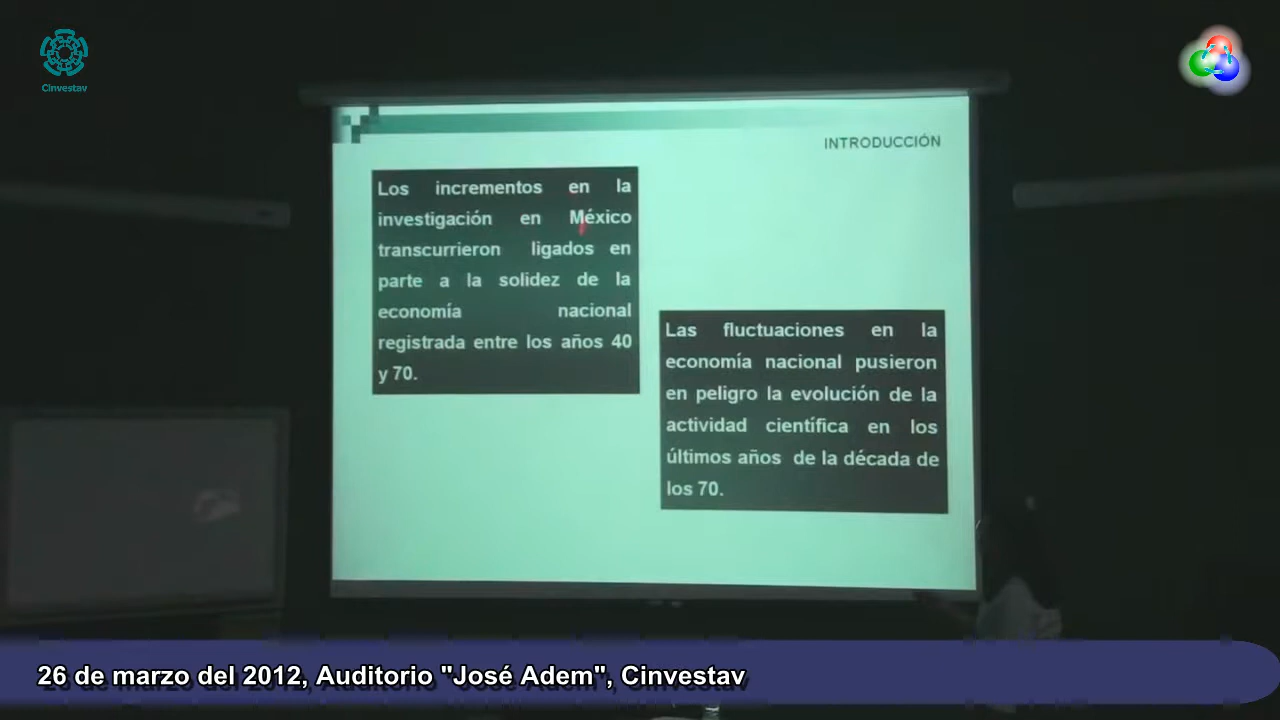 Cinvestav
INTRODUCCIÓN
Los incrementos en la
investigación en México
transcurrieron ligados en
parte a la solidez de la
economía nacional
registrada entre los años 40
y 70.
Las fluctuaciones en la
economía nacional pusieron
en peligro la evolución de la
actividad científica en los
últimos años de la década de
los 70.
26 de marzo del 2012, Auditorio "José Adem", Cinvestav